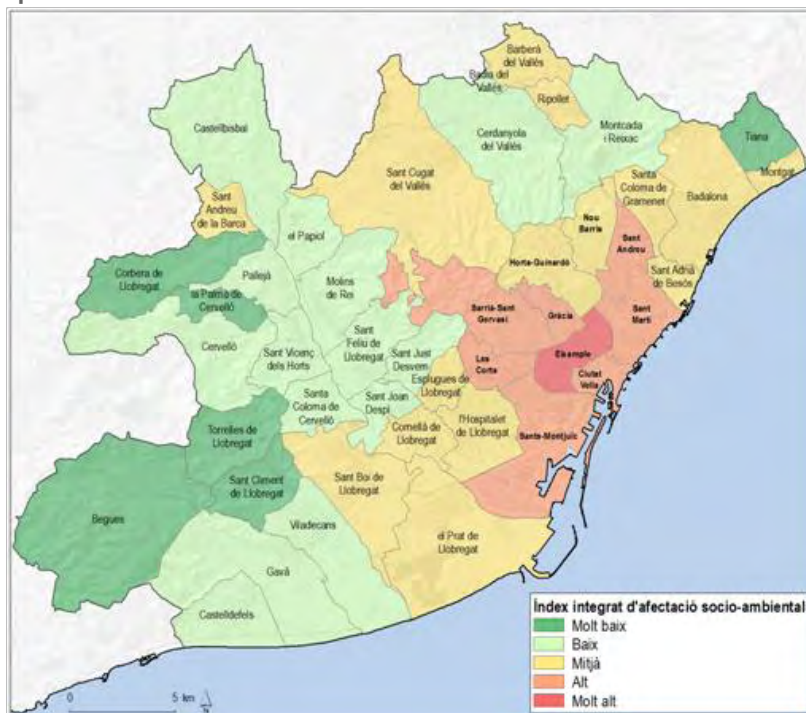 Barberà
del Vallès
Badia del
Vallès
Ripollet
Castellbisbal
Cerdanyola
del Vallès
Montcada
i Reixac
Tiana
Montgat
Sant Cugat
del Vallès
Santa
Coloma de
Gramenet
Badalona
Sant
Andreu
de la Barca
el Papiol
Nou
Barris
Sant
Andreu
Horta-Guinardó
Sant Adrià
de Besòs
Corbera de
Llobregat
Pallejà
la Palma de
Cervelló
Molins
de Rei
Sarrià-Sant
Gervasi
Gràcia
Sant
Martí
Cervelló
Sant Vicenç
dels Horts
Sant
Feliu de
Llobregat
Sant Just
Desvern
Les
Corts
Eixample
Ciutat
Vella
Esplugues de
Llobregat
Santa
Coloma de
Cervelló
Sant Joan
Despí
Cornellà de
Llobregat
l'Hospitalet
de Llobregat
Sants-Montjuïc
Torrelles de
Llobregat
Sant Climent
de Llobregat
Sant Boi de
Llobregat
Begues
Viladecans
el Prat de
Llobregat
Gavà
Castelldefels
Índex integrat d'afectació socio-ambiental
Molt baix
Baix
Mitjà
Alt
Molt alt
0 5 km